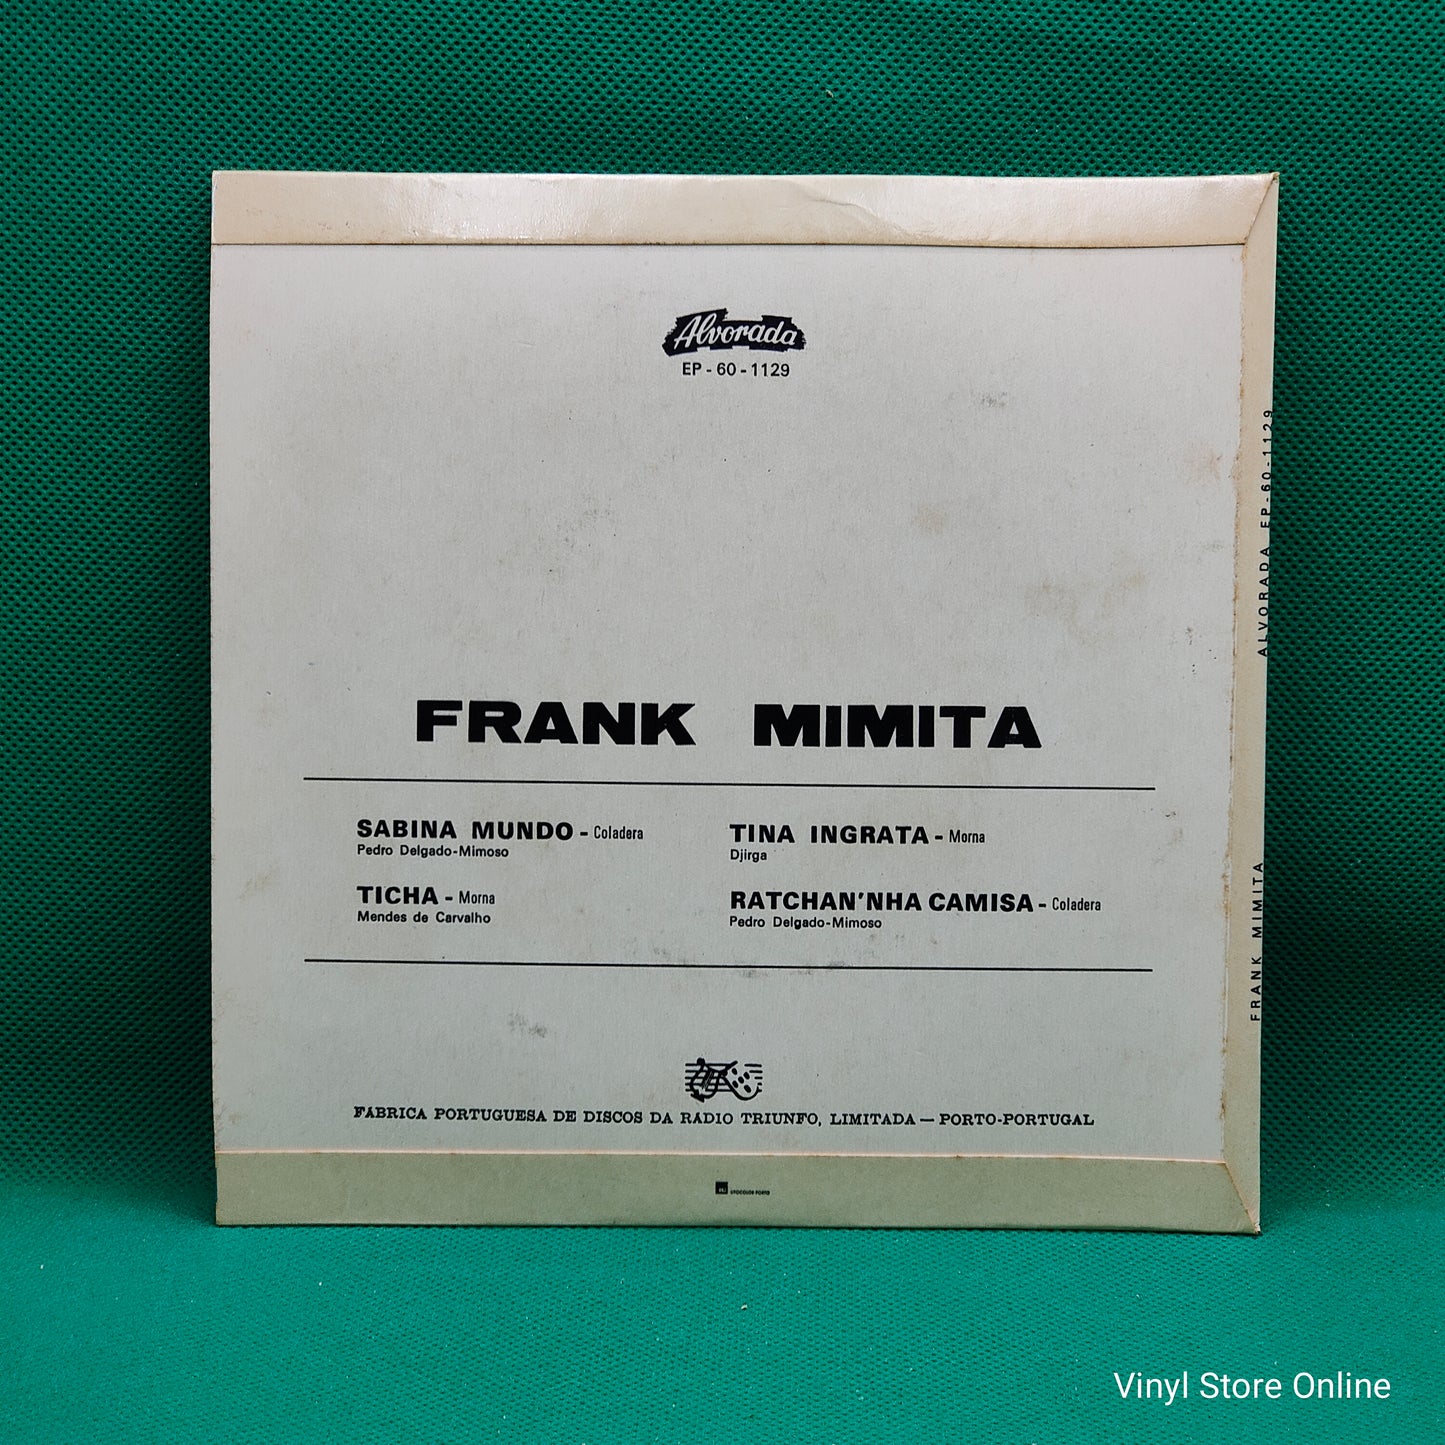 Alvorada
EP - 60 - 1129
FRANK MIMITA
SABINA MUNDO - Coladera
Pedro Delgado-Mimoso
TICHA - Morna
Mendes de Carvalho
TINA INGRATA - Morna
Djirga
RATCHAN'NHA CAMISA - Coladera
Pedro Delgado-Mimoso
FÁBRICA PORTUGUESA DE DISCOS DA RÁDIO TRIUNFO, LIMITADA — PORTO-PORTUGAL
FRANK MIMITA ALVORADA EP-60-1129
Vinyl Store Online